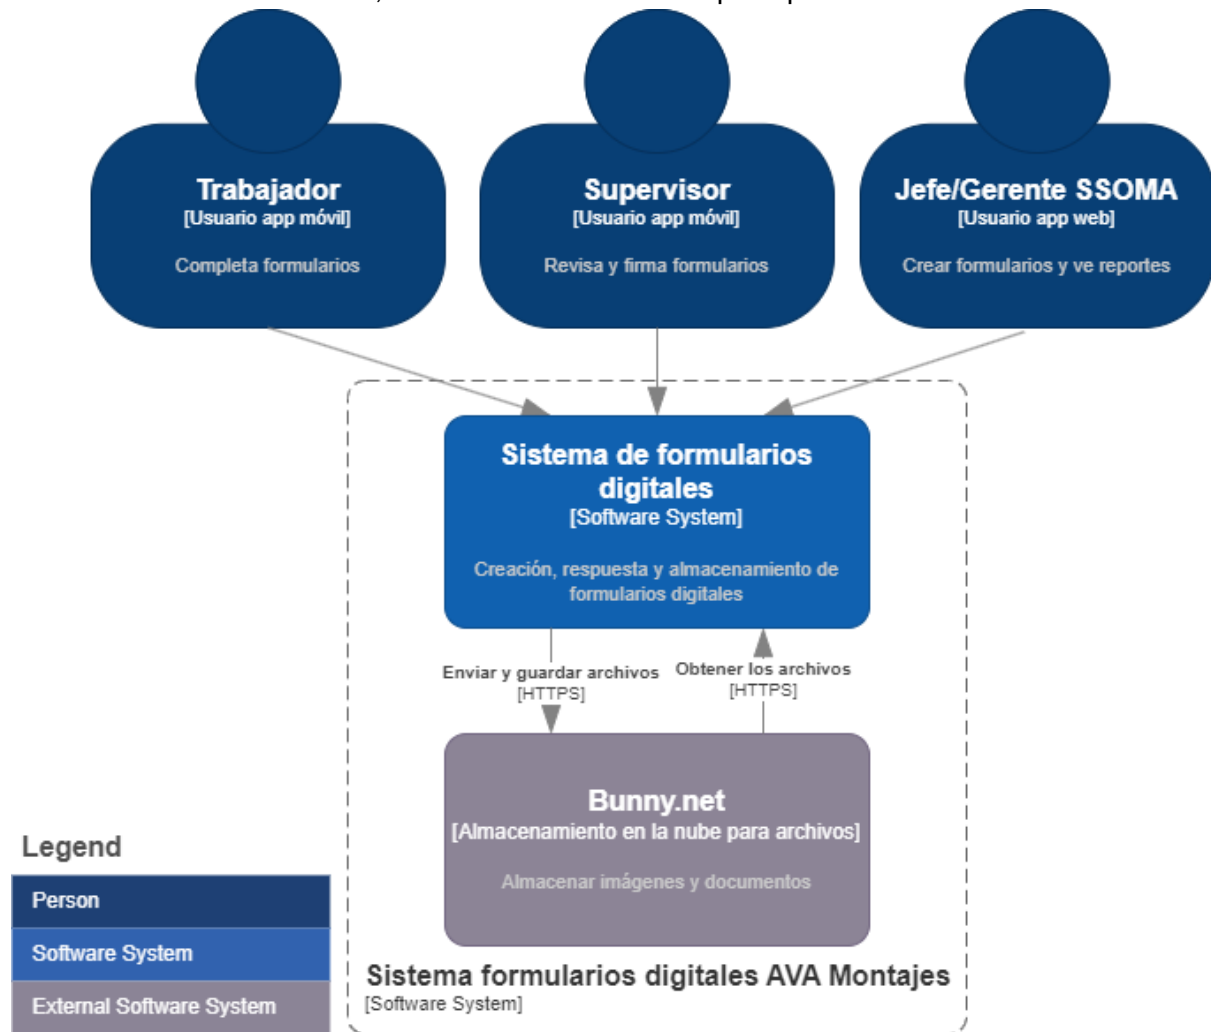 Trabajador
[Usuario app móvil]
Completa formularios
Supervisor
[Usuario app móvil]
Revisa y firma formularios
Jefe/Gerente SSOMA
[Usuario app web]
Crear formularios y ve reportes
Sistema de formularios
digitales
[Software System]
Creación, respuesta y almacenamiento de
formularios digitales
Enviar y guardar archivos
[HTTPS]
Obtener los archivos
[HTTPS]
Bunny.net
[Almacenamiento en la nube para archivos]
Almacenar imágenes y documentos
Sistema formularios digitales AVA Montajes
[Software System]
Legend
Person
Software System
External Software System